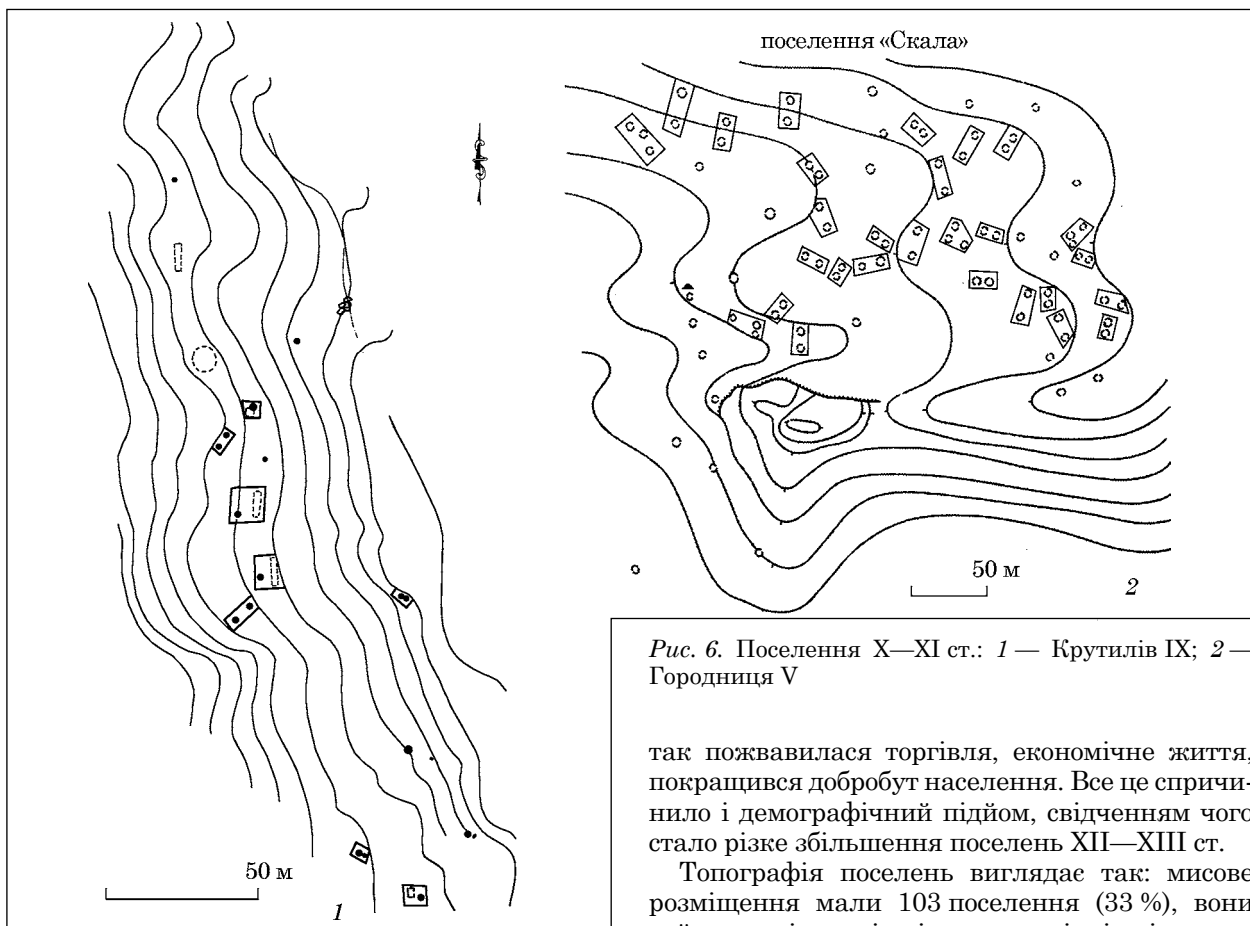 поселення «Скала»
50 м
1
50 м
2
Рис. 6. Поселення X—XI ст.: 1 — Крутилів IX; 2 —
Городниця V
так пожвавилася торгівля, економічне життя,
покращився добробут населення. Все це спричи-
нило і демографічний підйом, свідченням чого
стало різке збільшення поселень XII—XIII ст.
Топографія поселень виглядає так: мисове
розміщення мали 103 поселення (33 %), вони